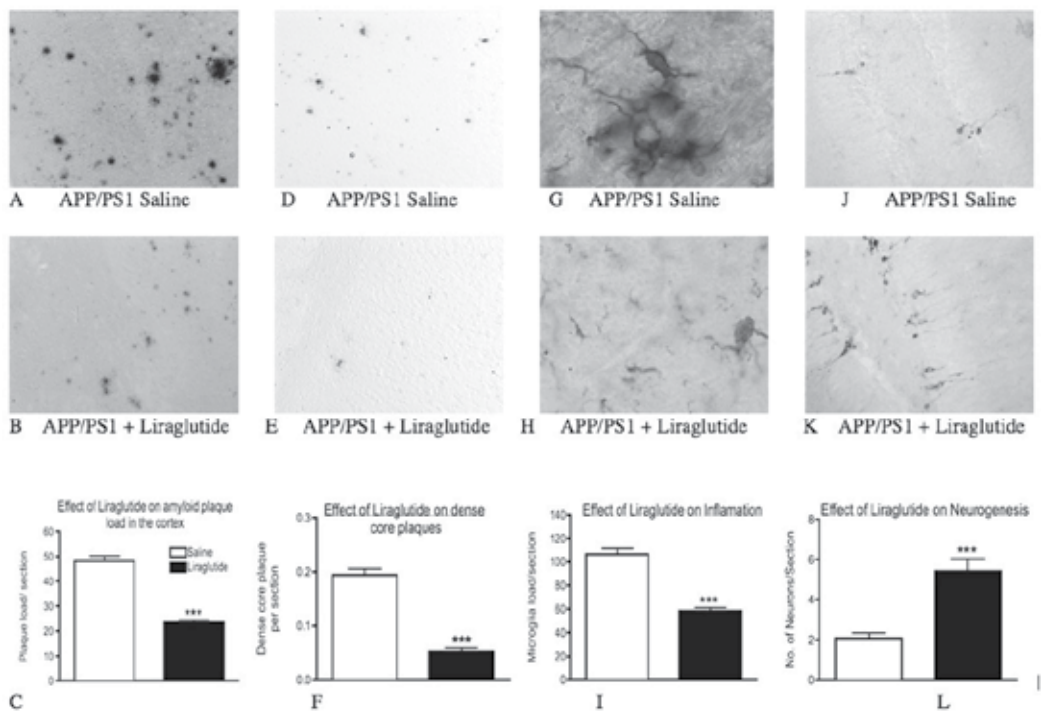 A APP/PS1 Saline
D APP/PS1 Saline
G APP/PS1 Saline
J APP/PS1 Saline
B APP/PS1 + Liraglutide
E APP/PS1 + Liraglutide
H APP/PS1 + Liraglutide
K APP/PS1 + Liraglutide
Effect of Liraglutide on amyloid plaque
load in the cortex
60
50
40
30
20
10
0
Plaque load/ section
Saline
Liraglutide
***
C
Effect of Liraglutide on dense
core plaques
0.3
0.2
0.1
0.0
Dense core plaque
per section
***
F
Effect of Liraglutide on Inflamation
140
120
100
80
60
40
20
0
Microglia load/section
***
I
Effect of Liraglutide on Neurogenesis
8
6
4
2
0
No. of Neurons/Section
***
L